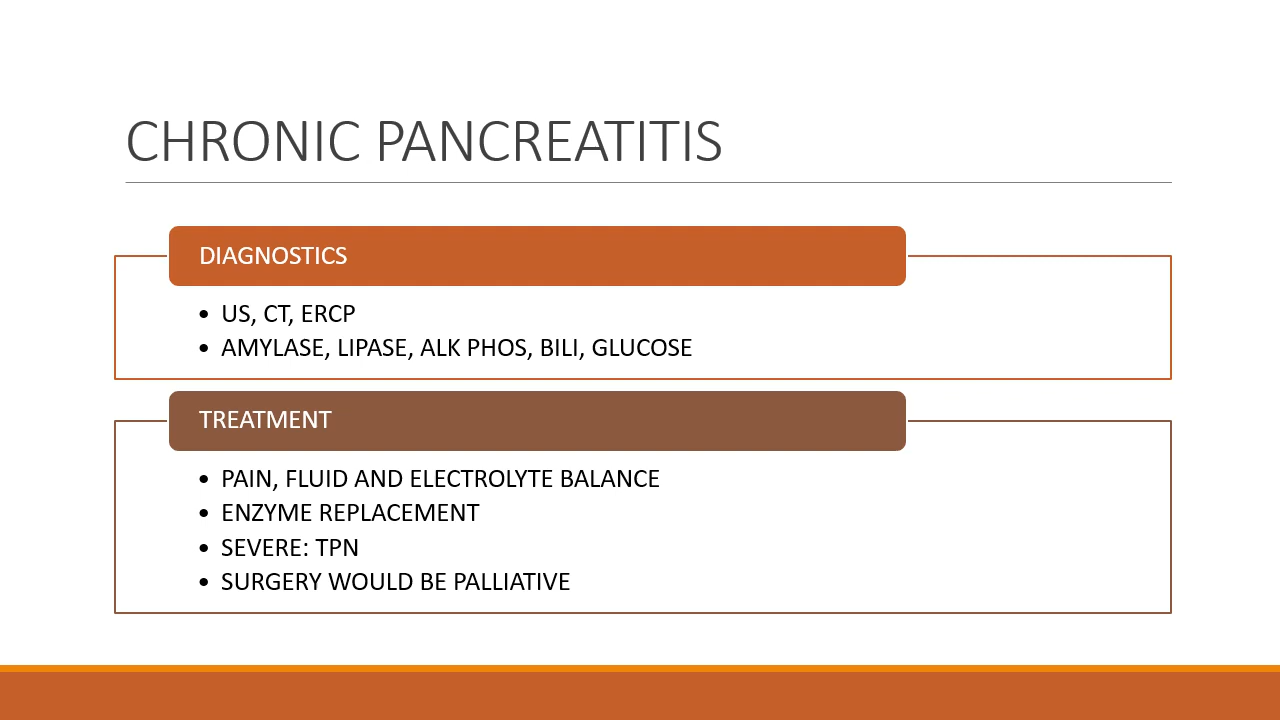 CHRONIC PANCREATITIS
DIAGNOSTICS
• US, CT, ERCP
• AMYLASE, LIPASE, ALK PHOS, BILI, GLUCOSE
TREATMENT
• PAIN, FLUID AND ELECTROLYTE BALANCE
• ENZYME REPLACEMENT
• SEVERE: TPN
• SURGERY WOULD BE PALLIATIVE